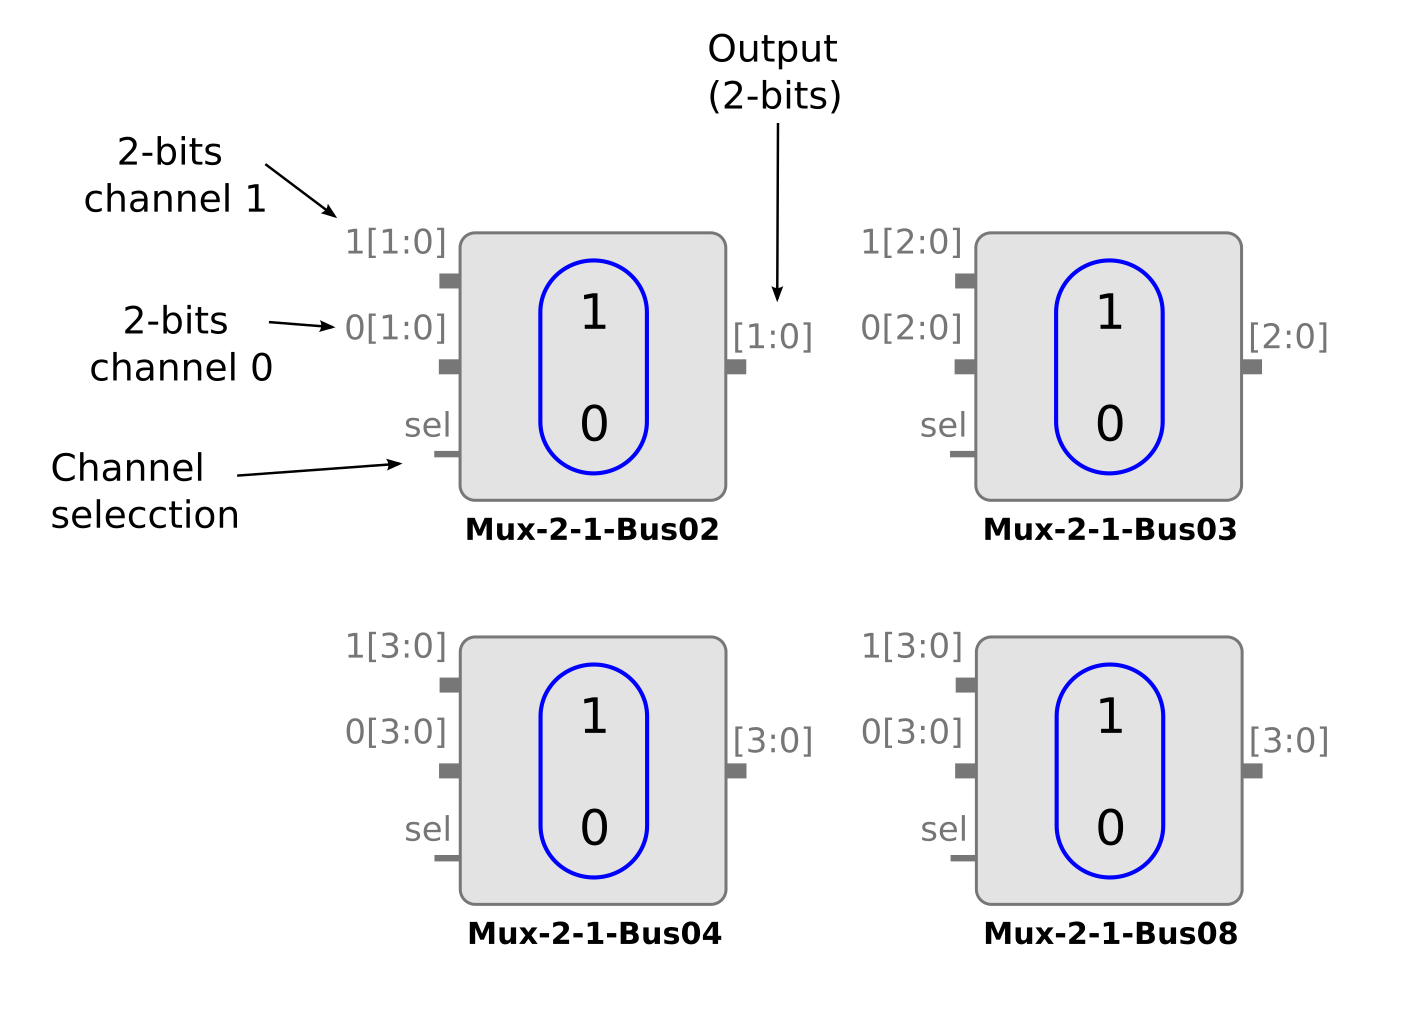 Output
(2-bits)
2-bits
channel 1
2-bits
channel 0
Channel
selecction
1[1:0]
0[1:0]
sel
1
0
[1:0]
Mux-2-1-Bus02
1[2:0]
0[2:0]
sel
1
0
[2:0]
Mux-2-1-Bus03
1[3:0]
0[3:0]
sel
1
0
[3:0]
Mux-2-1-Bus04
1[3:0]
0[3:0]
sel
1
0
[3:0]
Mux-2-1-Bus08